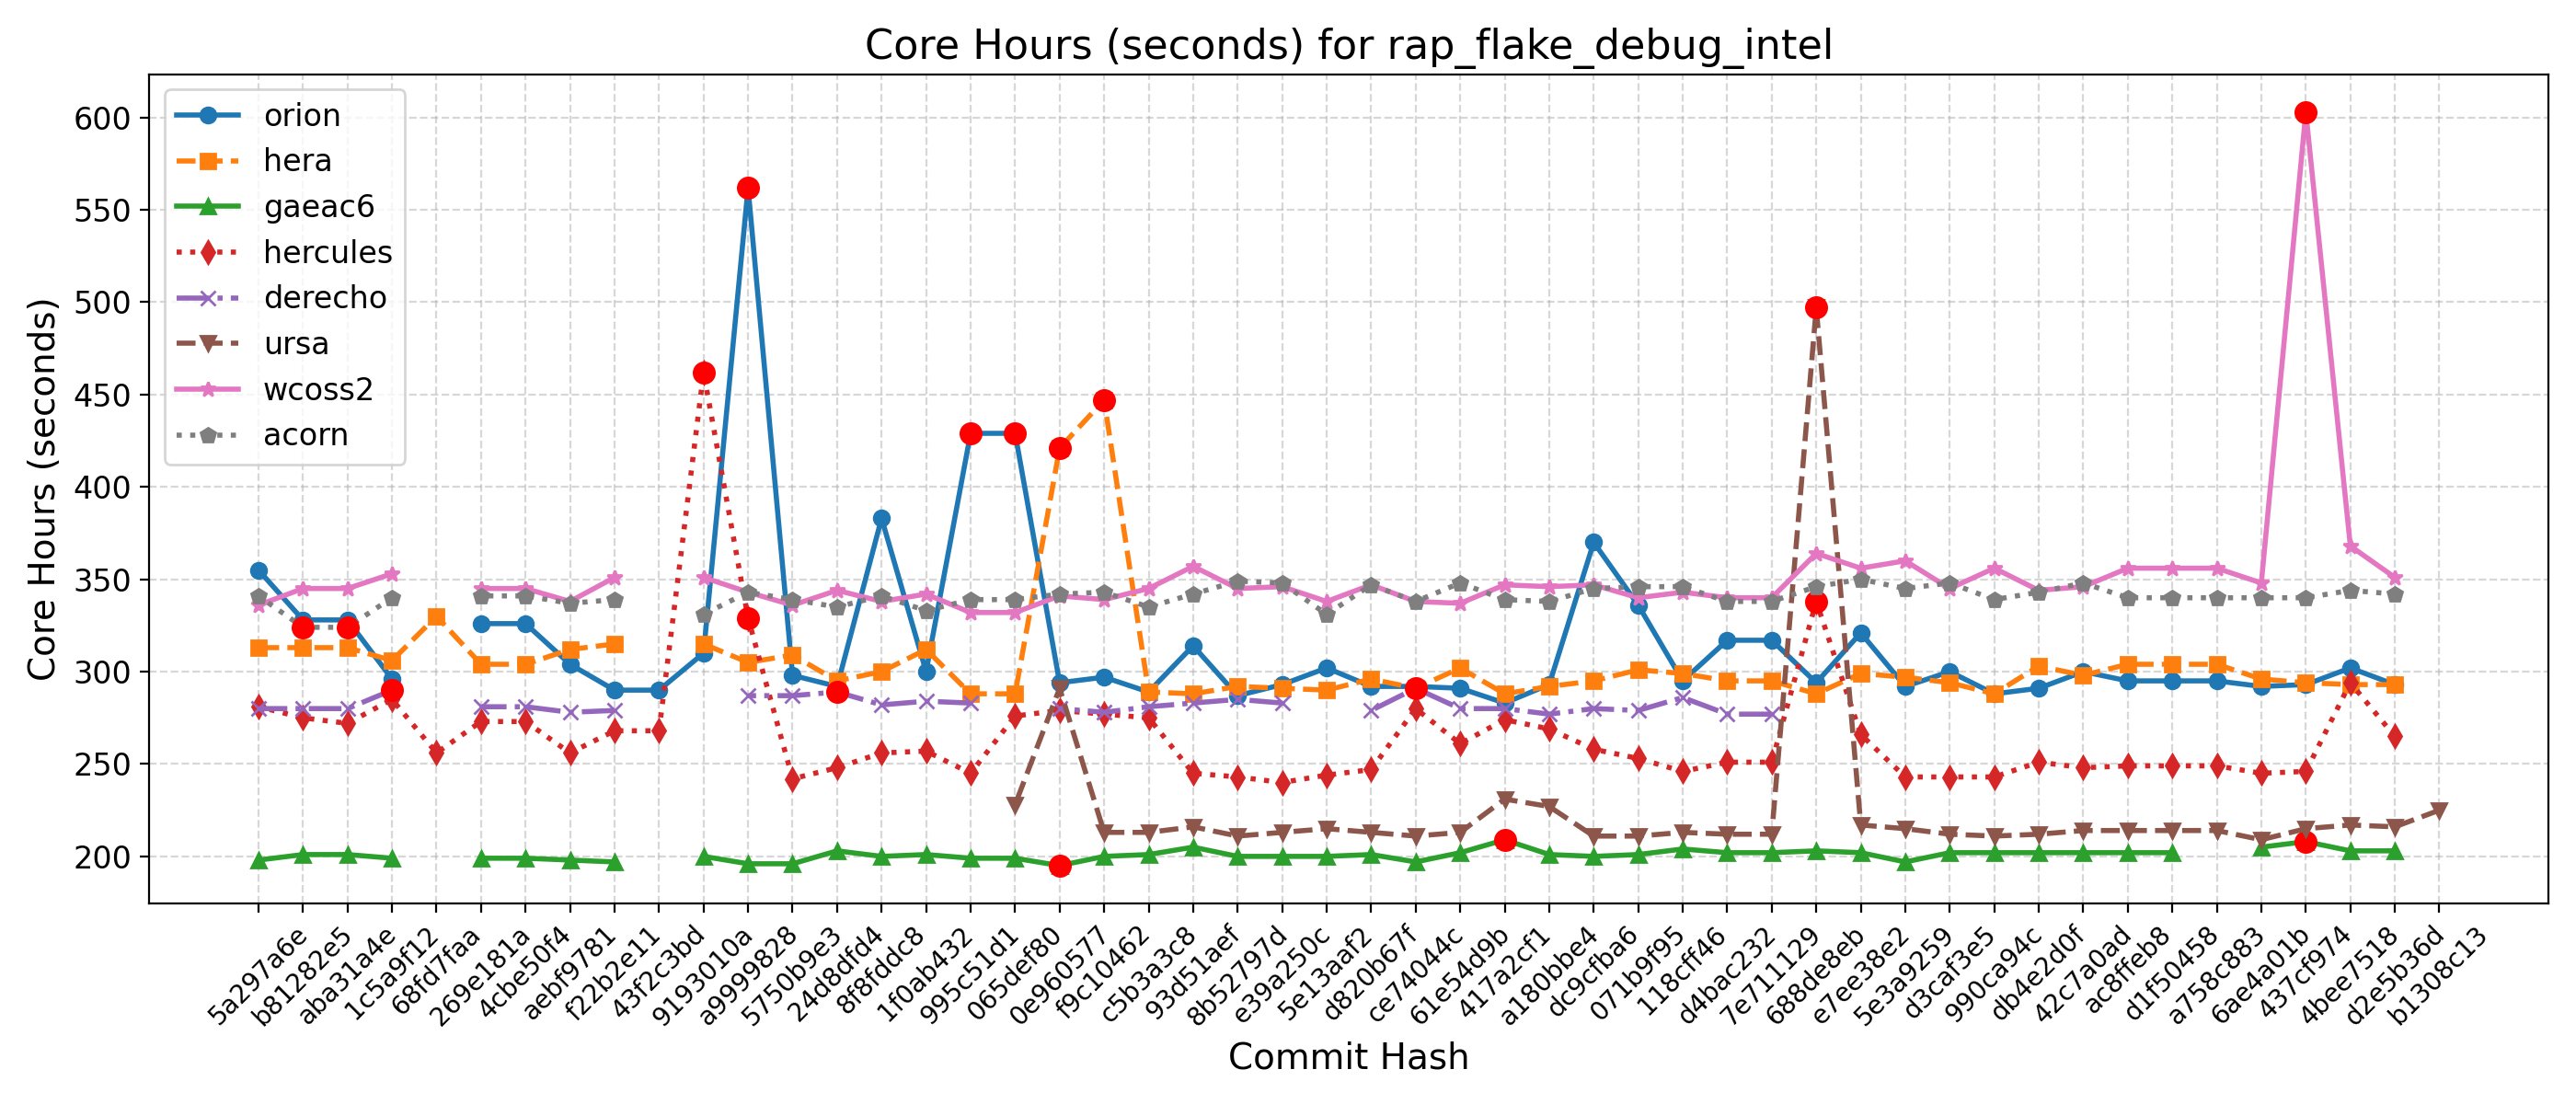 Core Hours (seconds) for rap_flake_debug_intel
Core Hours (seconds)
600
550
500
450
400
350
300
250
200
orion
hera
gaeac6
hercules
derecho
ursa
wcoss2
acorn
5a297a6e
b81282e5
aba31a4e
1c5a9f12
68fd7faa
269e181a
4cbe50f4
aebf9781
f22b2e11
43f2c3bd
9193010a
a9999828
5750b9e3
24d8dfd4
8f8fddc8
1f0ab432
995c51d1
065def80
0e960577
f9c10462
c5b3a3c8
93d51aef
8b52797d
e39a250c
5e13aaf2
d820b67f
ce74044c
61e54d9b
417a2cf1
a180bbe4
dc9cfba6
071b9f95
118cff46
d4bac232
7e711129
688de8eb
e7ee38e2
5e3a9259
d3caf3e5
990ca94c
db4e2d0f
42c7a0ad
ac8ffeb8
d1f50458
a758c883
6ae4a01b
437cf974
4bee7518
d2e5b36d
b1308c13
Commit Hash